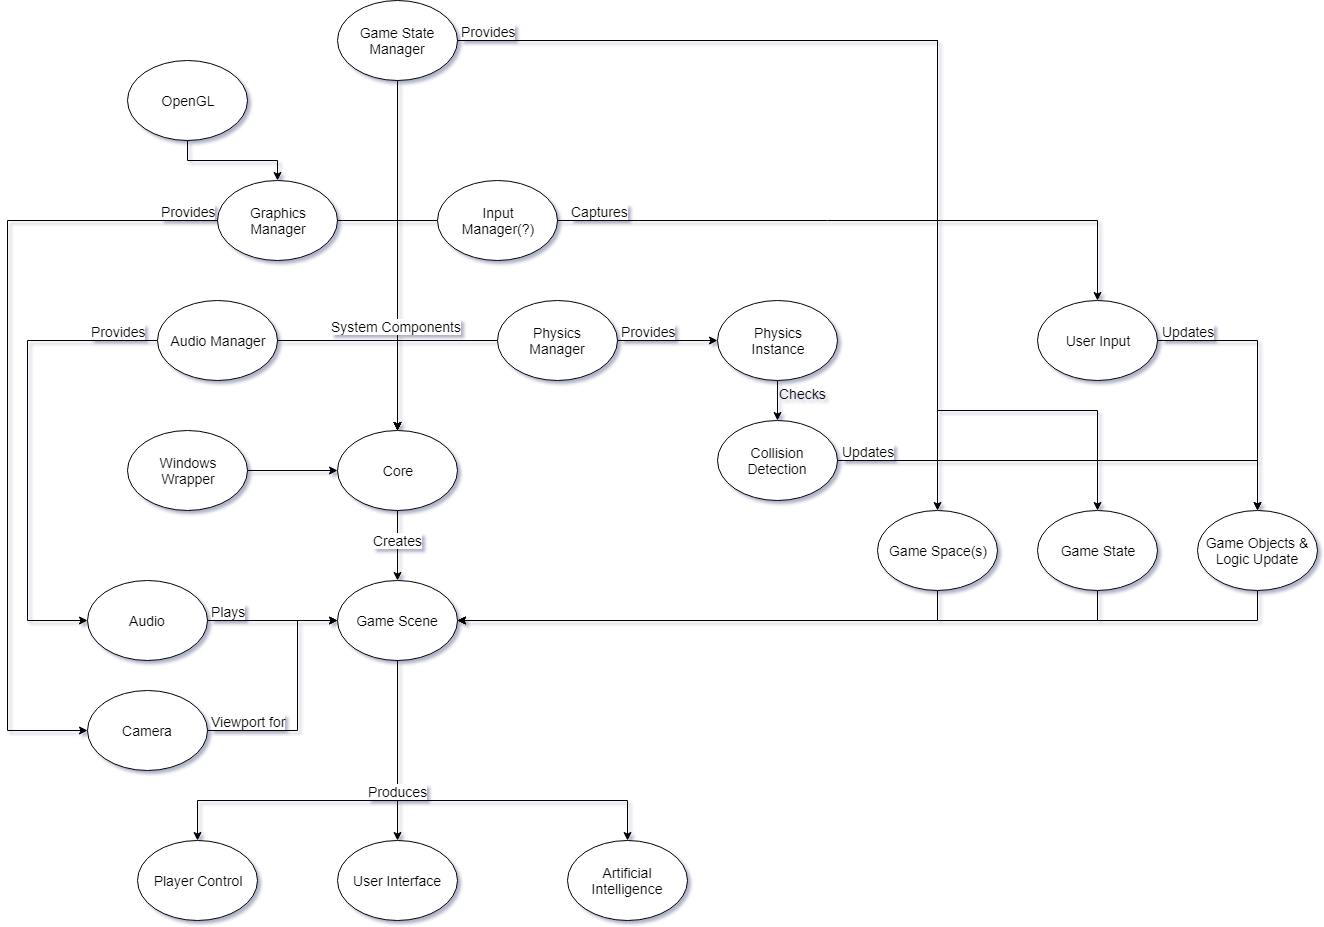 Game State
Manager
Provides
OpenGL
Provides
Graphics
Manager
Input
Manager(?)
Captures
Provides
Audio Manager
System Components
Physics
Manager
Provides
Physics
Instance
User Input
Updates
Checks
Windows
Wrapper
Core
Collision
Detection
Updates
Creates
Game Space(s)
Game State
Game Objects &
Logic Update
Audio
Plays
Game Scene
Camera
Viewport for
Produces
Player Control
User Interface
Artificial
Intelligence